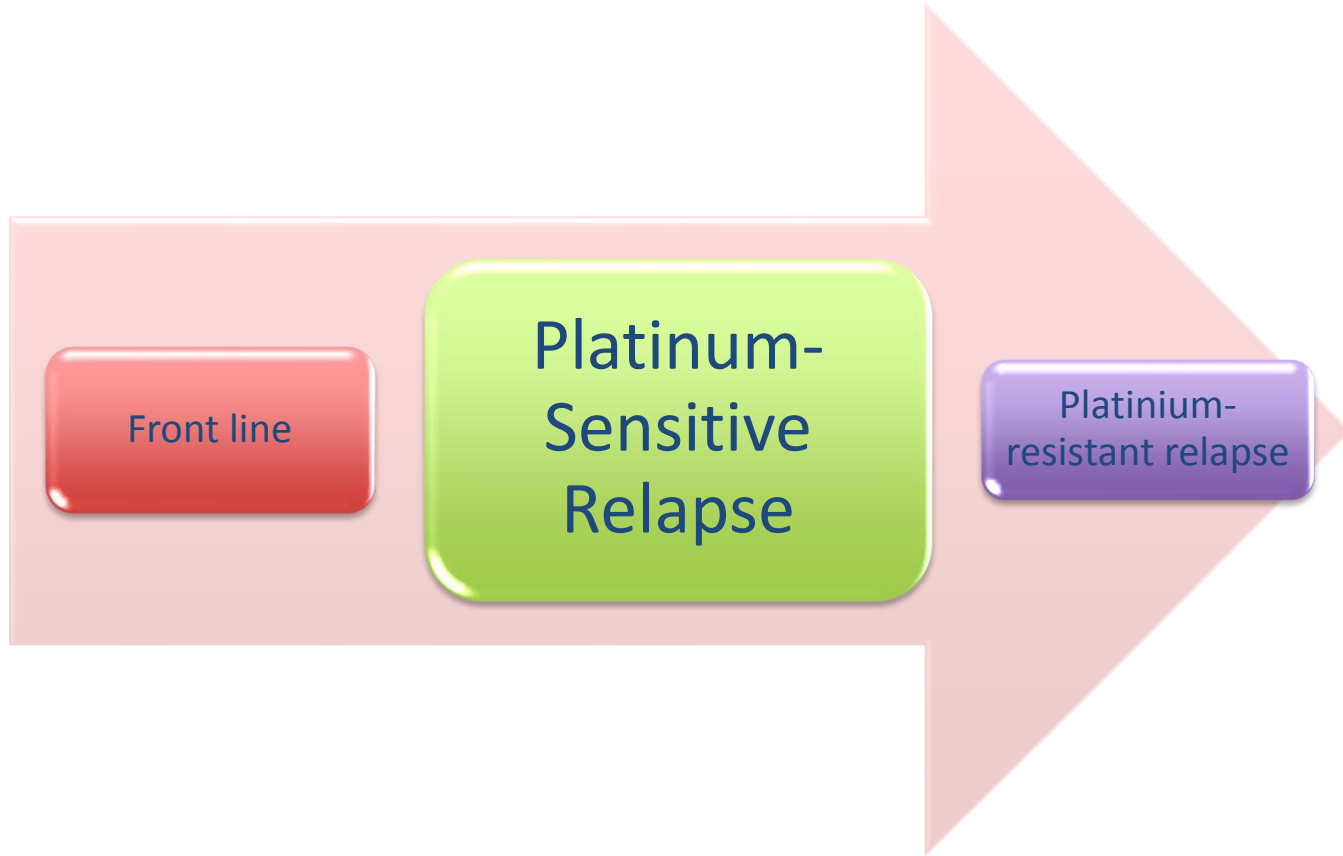 Front line
Platinum-
Sensitive
Relapse
Platinium-
resistant relapse